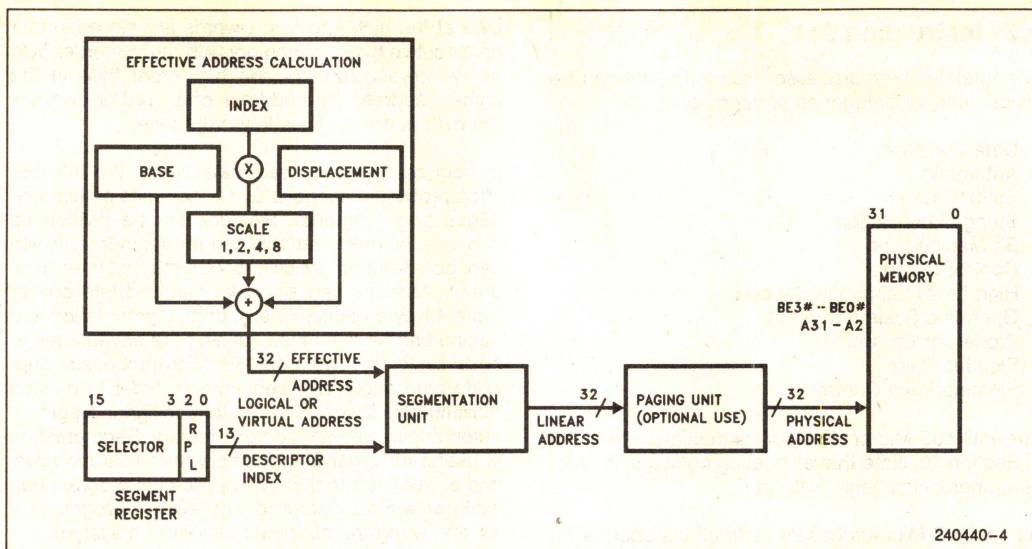 EFFECTIVE ADDRESS CALCULATION
INDEX
BASE
X
DISPLACEMENT
SCALE
1, 2, 4, 8
+
31 0
PHYSICAL
MEMORY
BE3# - BE0#
A31 - A2
32 EFFECTIVE
ADDRESS
LOGICAL OR
VIRTUAL ADDRESS
13
DESCRIPTOR
INDEX
15 3 2 0
SELECTOR
R
P
L
SEGMENT
REGISTER
SEGMENTATION
UNIT
32
LINEAR
ADDRESS
PAGING UNIT
(OPTIONAL USE)
32
PHYSICAL
ADDRESS
240440-4